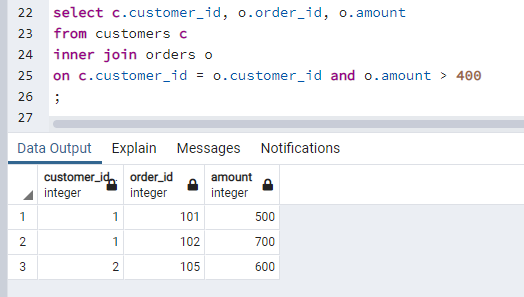 22 select c.customer_id, o.order_id, o.amount
23 from customers c
24 inner join orders o
25 on c.customer_id = o.customer_id and o.amount > 400
26 ;
27
Data Output Explain Messages Notifications
customer_id order_id amount
integer integer integer
1 1 101 500
2 1 102 700
3 2 105 600